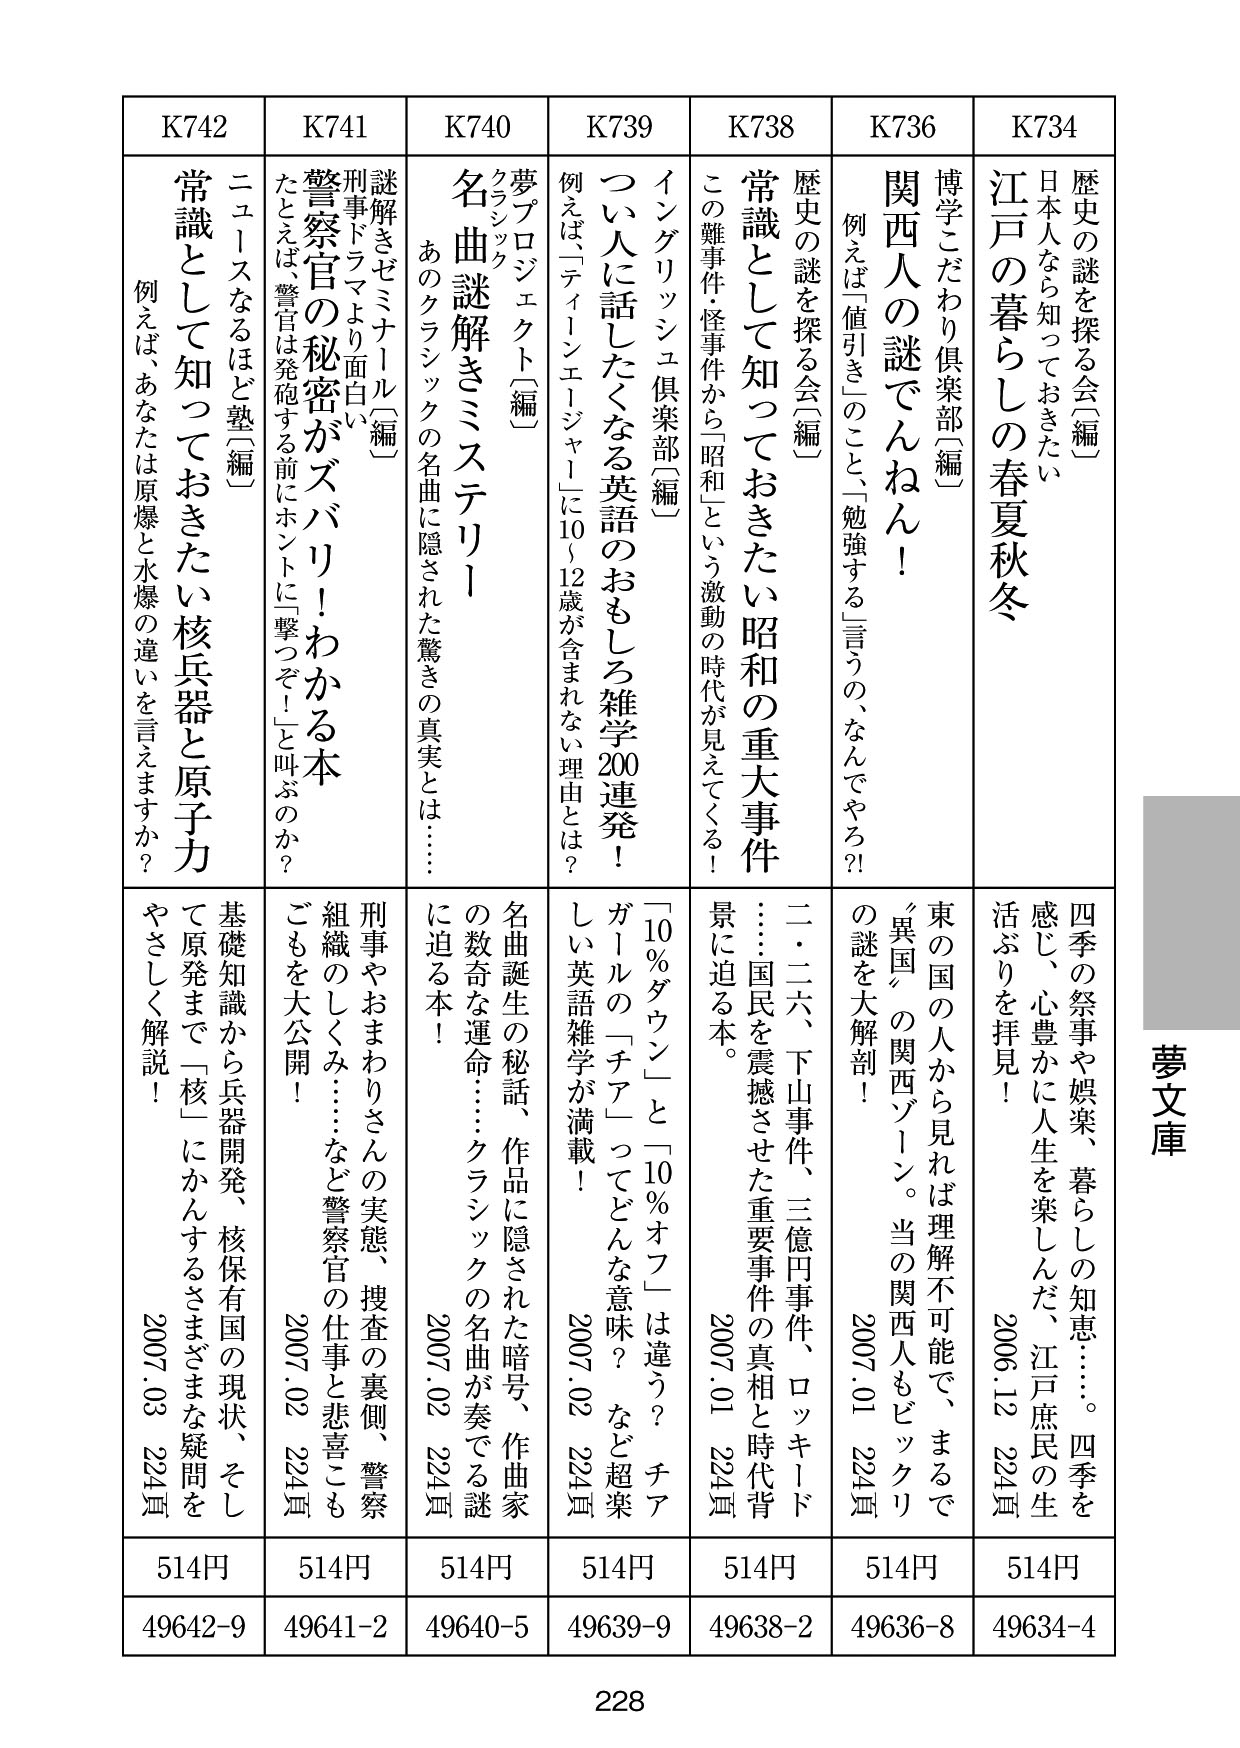 K734
歴史の謎を探る会〔編〕
日本人なら知っておきたい
江戸の暮らしの春夏秋冬
四季の祭事や娯楽、暮らしの知恵……。四季を
感じ、心豊かに人生を楽しんだ、江戸庶民の生
活ぶりを拝見！
2006.12 224頁
514円
49634-4
K736
博学こだわり倶楽部〔編〕
関西人の謎でんねん！
例えば「値引き」のこと、「勉強する」言うの、なんでやろ?!
東の国の人から見れば理解不可能で、まるで
〝異国〟の関西ゾーン。当の関西人もビックリ
の謎を大解剖！
2007.01 224頁
514円
49636-8
K738
歴史の謎を探る会〔編〕
常識として知っておきたい昭和の重大事件
この難事件・怪事件から「昭和」という激動の時代が見えてくる！
二・二六、下山事件、三億円事件、ロッキード
……国民を震撼させた重要事件の真相と時代背
景に迫る本。
2007.01 224頁
514円
49638-2
K739
イングリッシュ倶楽部〔編〕
つい人に話したくなる英語のおもしろ雑学200連発！
例えば、「ティーンエージャー」に10～12歳が含まれない理由とは？
「10％ダウン」と「10％オフ」は違う？ チア
ガールの「チア」ってどんな意味？ など超楽
しい英語雑学が満載！
2007.02 224頁
514円
49639-9
K740
夢プロジェクト〔編〕
クラシック
名曲謎解きミステリー
あのクラシックの名曲に隠された驚きの真実とは……
名曲誕生の秘話、作品に隠された暗号、作曲家
の数奇な運命……クラシックの名曲が奏でる謎
に迫る本！
2007.02 224頁
514円
49640-5
K741
謎解きゼミナール〔編〕
刑事ドラマより面白い
警察官の秘密がズバリ！わかる本
たとえば、警官は発砲する前にホントに「撃つぞ！」と叫ぶのか？
刑事やおまわりさんの実態、捜査の裏側、警察
組織のしくみ……など警察官の仕事と悲喜こも
ごもを大公開！
2007.02 224頁
514円
49641-2
K742
ニュースなるほど塾〔編〕
常識として知っておきたい核兵器と原子力
例えば、あなたは原爆と水爆の違いを言えますか？
基礎知識から兵器開発、核保有国の現状、そし
て原発まで「核」にかんするさまざまな疑問を
やさしく解説！
2007.03 224頁
514円
49642-9
夢文庫
228